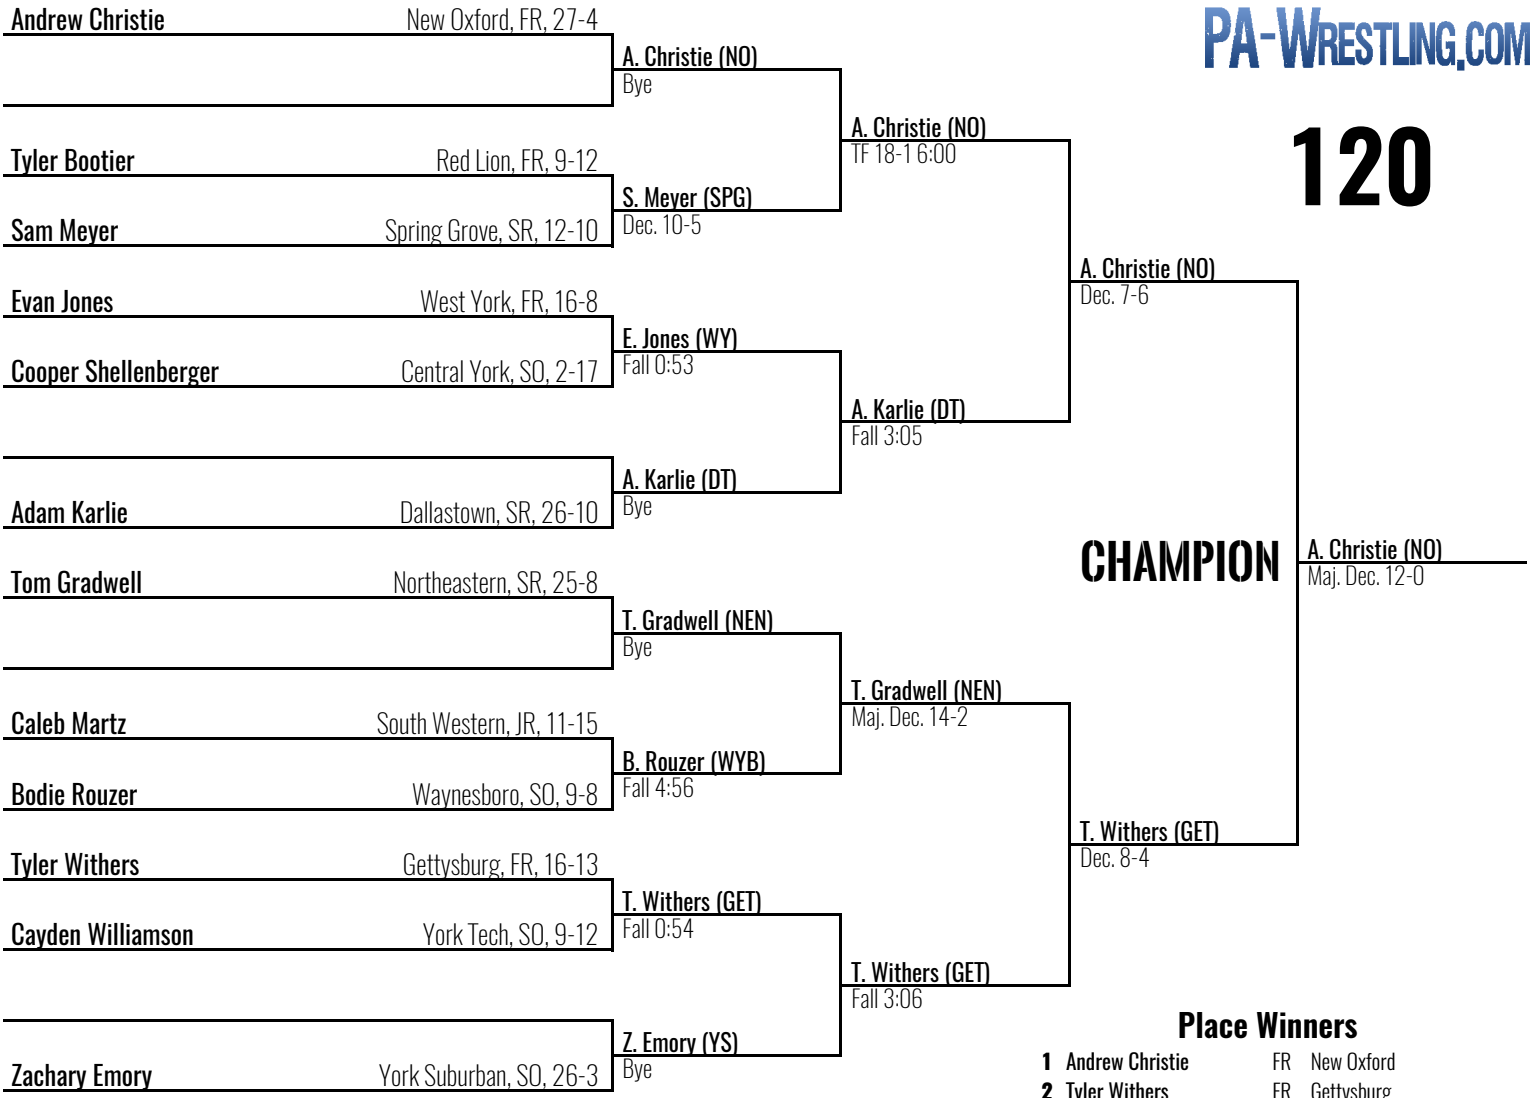 PA-WRESTLING.COM
120
Andrew Christie New Oxford, FR, 27-4
Tyler Bootier Red Lion, FR, 9-12
Sam Meyer Spring Grove, SR, 12-10
Evan Jones West York, FR, 16-8
Cooper Shellenberger Central York, SO, 2-17
Adam Karlie Dallastown, SR, 26-10
Tom Gradwell Northeastern, SR, 25-8
Caleb Martz South Western, JR, 11-15
Bodie Rouzer Waynesboro, SO, 9-8
Tyler Withers Gettysburg, FR, 16-13
Cayden Williamson York Tech, SO, 9-12
Zachary Emory York Suburban, SO, 26-3
A. Christie (NO)
Bye
S. Meyer (SPG)
Dec. 10-5
E. Jones (WY)
Fall 0:53
A. Karlie (DT)
Bye
T. Gradwell (NEN)
Bye
B. Rouzer (WYB)
Fall 4:56
T. Withers (GET)
Fall 0:54
Z. Emory (YS)
Bye
A. Christie (NO)
TF 18-1 6:00
A. Karlie (DT)
Fall 3:05
T. Gradwell (NEN)
Maj. Dec. 14-2
T. Withers (GET)
Fall 3:06
A. Christie (NO)
Dec. 7-6
T. Withers (GET)
Dec. 8-4
CHAMPION
A. Christie (NO)
Maj. Dec. 12-0
Place Winners
1 Andrew Christie FR New Oxford
2 Tyler Withers FR Gettysburg